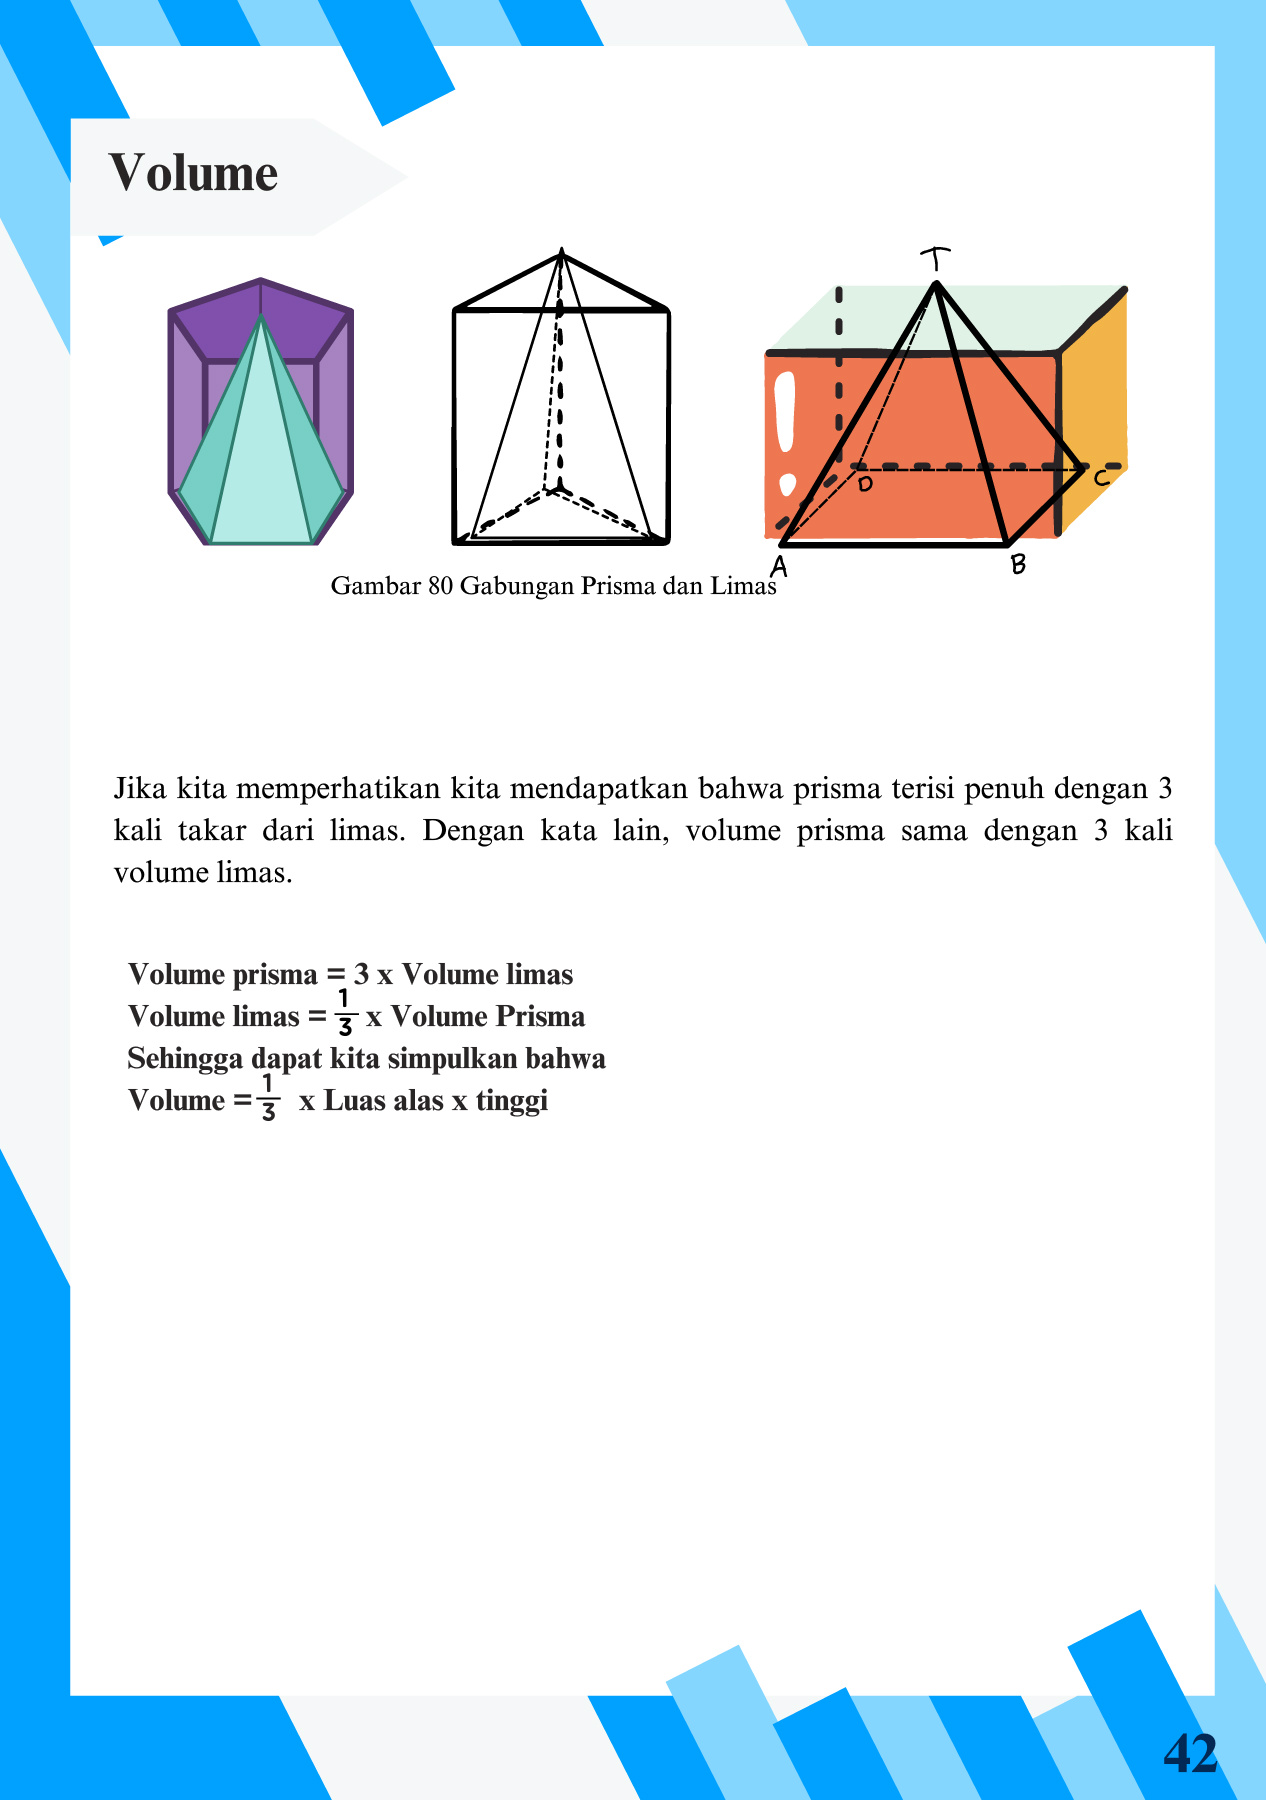 Volume
T
D
C
A
B
Gambar 80 Gabungan Prisma dan Limas
Jika kita memperhatikan kita mendapatkan bahwa prisma terisi penuh dengan 3
kali takar dari limas. Dengan kata lain, volume prisma sama dengan 3 kali
volume limas.
Volume prisma = 3 x Volume limas
Volume limas = 1/3 x Volume Prisma
Sehingga dapat kita simpulkan bahwa
Volume = 1/3 x Luas alas x tinggi
42